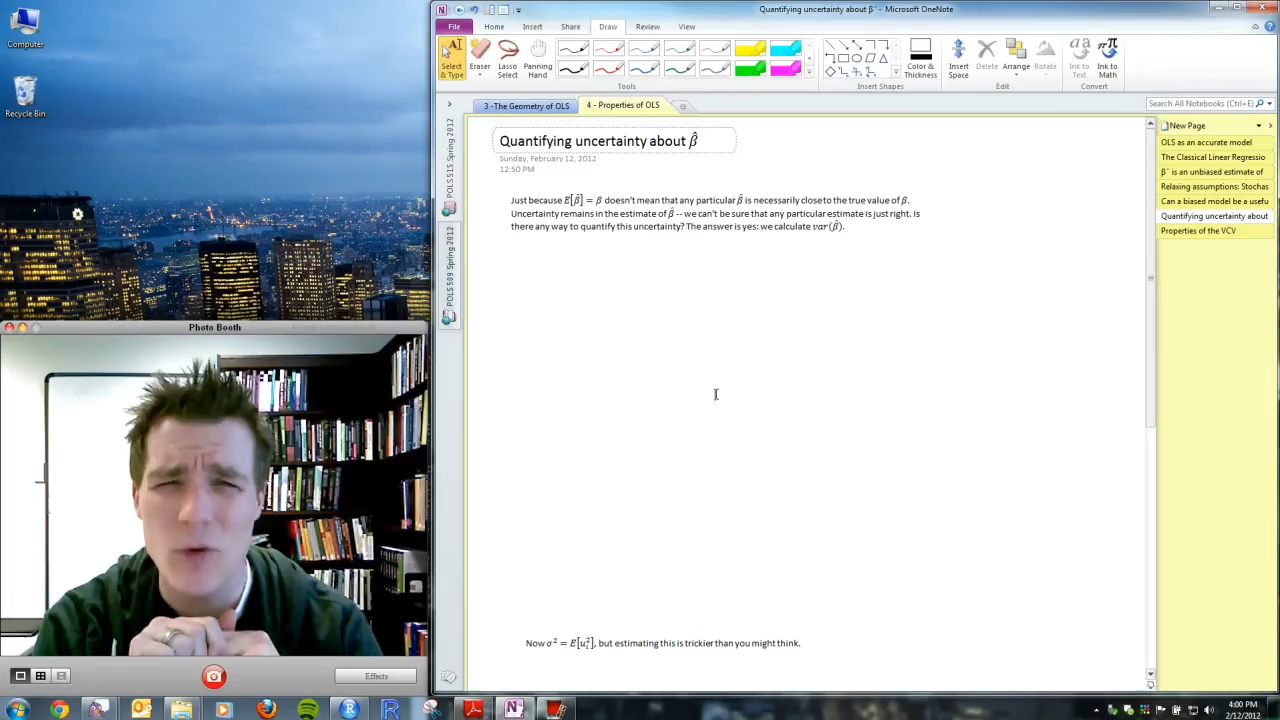 Computer
Recycle Bin
Photo Booth
Effects
Quantifying uncertainty about β^ - Microsoft OneNote
File Home Insert Share Draw Review View
Select & Type
Eraser
Lasso Select
Panning Hand
Color & Thickness
Insert Space
Delete
Arrange
Rotate
Ink to Text
Ink to Math
Tools
Insert Shapes
Edit
Convert
3 - The Geometry of OLS
4 - Properties of OLS
Search All Notebooks (Ctrl+E)
POLS 515 Spring 2012
POLS 509 Spring 2012
Quantifying uncertainty about β̂
Sunday, February 12, 2012
12:50 PM
Just because E[β̂] = β doesn't mean that any particular β̂ is necessarily close to the true value of β.
Uncertainty remains in the estimate of β̂ -- we can't be sure that any particular estimate is just right. Is
there any way to quantify this uncertainty? The answer is yes: we calculate var(β̂).
Now σ² = E[uᵢ²], but estimating this is trickier than you might think.
New Page
OLS as an accurate model
The Classical Linear Regressio
β^ is an unbiased estimate of
Relaxing assumptions: Stochas
Can a biased model be a usefu
Quantifying uncertainty about
Properties of the VCV
4:00 PM
2/12/2012